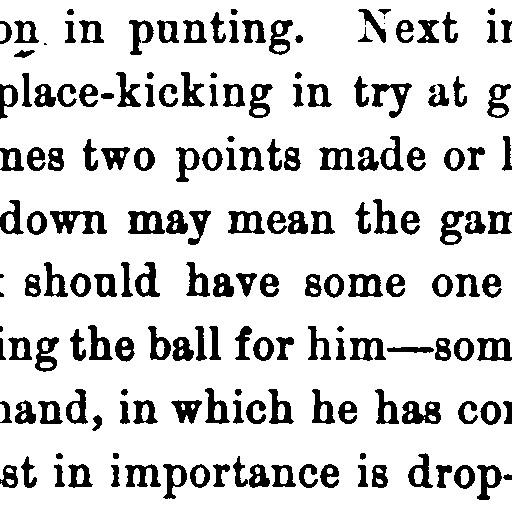 on in punting. Next in
place-kicking in try at g
mes two points made or l
down may mean the gam
should have some one
ing the ball for him—som
hand, in which he has con
st in importance is drop-